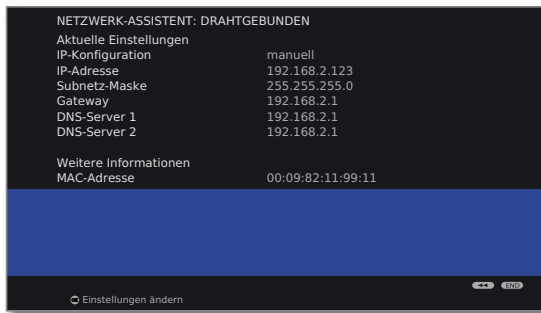 NETZWERK-ASSISTENT: DRAHTGEBUNDEN
Aktuelle Einstellungen
IP-Konfiguration manuell
IP-Adresse 192.168.2.123
Subnetz-Maske 255.255.255.0
Gateway 192.168.2.1
DNS-Server 1 192.168.2.1
DNS-Server 2 192.168.2.1
Weitere Informationen
MAC-Adresse 00:09:82:11:99:11
END
Einstellungen ändern